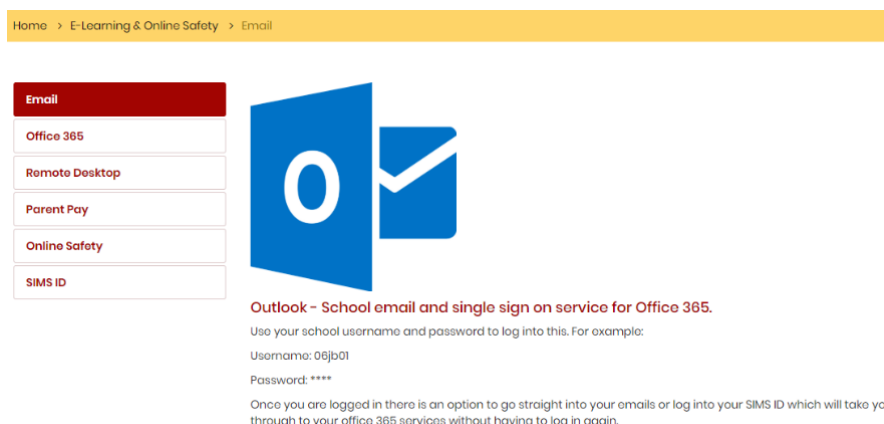 Home > E-Learning & Online Safety > Email
Email
Office 365
Remote Desktop
Parent Pay
Online Safety
SIMS ID
O
Outlook - School email and single sign on service for Office 365.
Use your school username and password to log into this. For example:
Username: 06jb01
Password: ****
Once you are logged in there is an option to go straight into your emails or log into your SIMS ID which will take
through to your office 365 services without having to log in again.